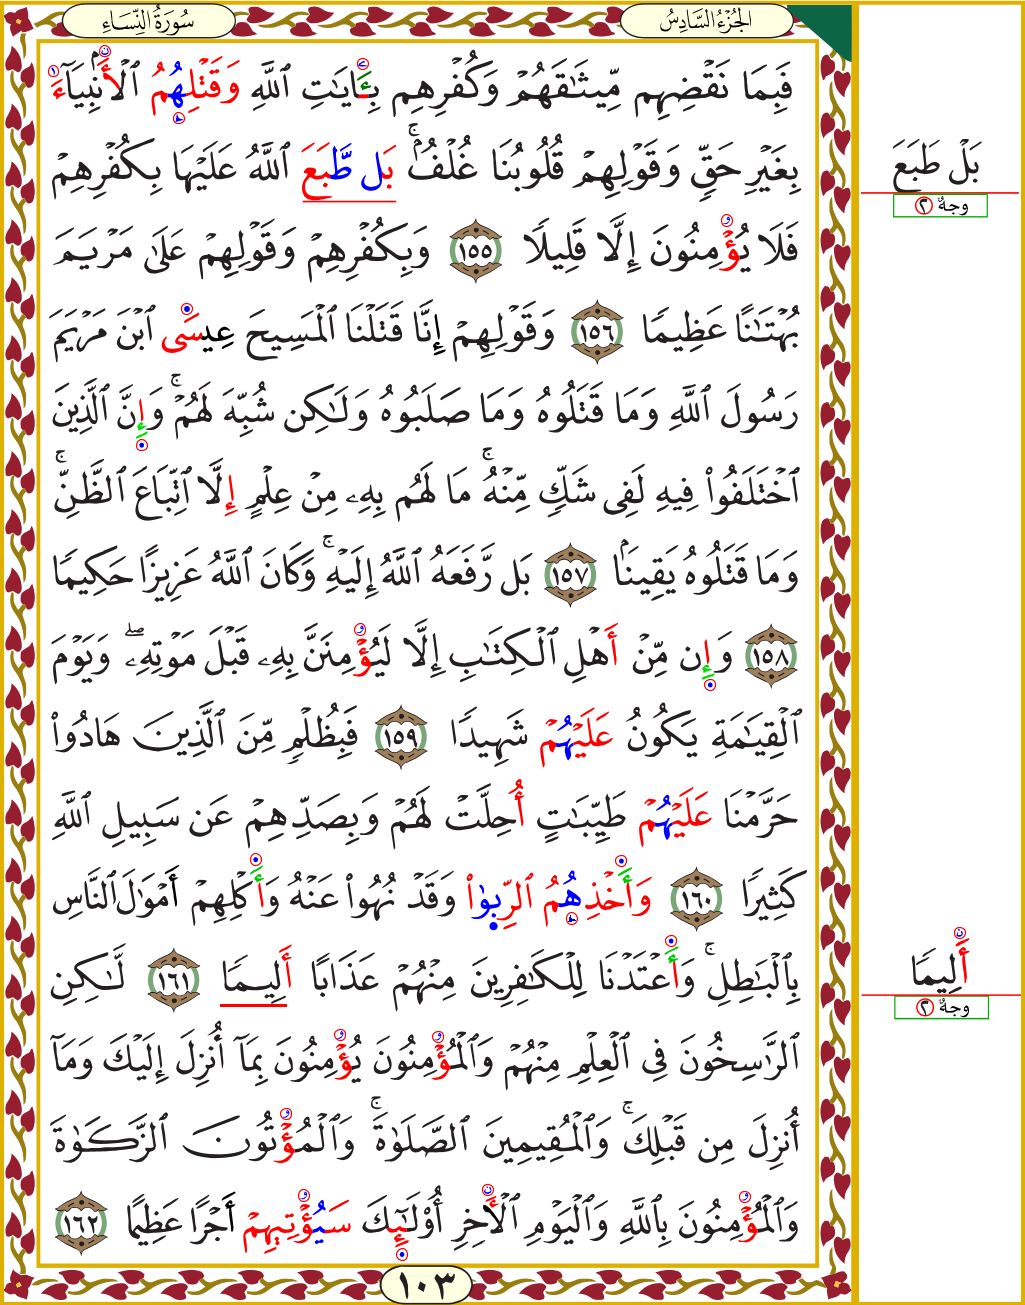 سُورَةُ النِّسَاءِ
الجُزْءُ السَّادِسُ
فَبِمَا نَقْضِهِم مِّيثَٰقَهُمْ وَكُفْرِهِم بِـَٔايَٰتِ ٱللَّهِ وَقَتْلِهُمُ ٱلْأَنۢبِيَآءَ
بِغَيْرِ حَقٍّ وَقَوْلِهِمْ قُلُوبُنَا غُلْفٌۢ ۚ بَل طَّبَعَ ٱللَّهُ عَلَيْهَا بِكُفْرِهِمْ
فَلَا يُؤْمِنُونَ إِلَّا قَلِيلًا ١٥٥ وَبِكُفْرِهِمْ وَقَوْلِهِمْ عَلَىٰ مَرْيَمَ
بُهْتَٰنًا عَظِيمًا ١٥٦ وَقَوْلِهِمْ إِنَّا قَتَلْنَا ٱلْمَسِيحَ عِيسَى ٱبْنَ مَرْيَمَ
رَسُولَ ٱللَّهِ وَمَا قَتَلُوهُ وَمَا صَلَبُوهُ وَلَٰكِن شُبِّهَ لَهُمْ ۚ وَإِنَّ ٱلَّذِينَ
ٱخْتَلَفُوا۟ فِيهِ لَفِى شَكٍّ مِّنْهُ ۚ مَا لَهُم بِهِۦ مِنْ عِلْمٍ إِلَّا ٱتِّبَاعَ ٱلظَّنِّ ۚ
وَمَا قَتَلُوهُ يَقِينًۢا ١٥٧ بَل رَّفَعَهُ ٱللَّهُ إِلَيْهِ ۚ وَكَانَ ٱللَّهُ عَزِيزًا حَكِيمًا
١٥٨ وَإِن مِّنْ أَهْلِ ٱلْكِتَٰبِ إِلَّا لَيُؤْمِنَنَّ بِهِۦ قَبْلَ مَوْتِهِۦ ۖ وَيَوْمَ
ٱلْقِيَٰمَةِ يَكُونُ عَلَيْهُمْ شَهِيدًا ١٥٩ فَبِظُلْمٍ مِّنَ ٱلَّذِينَ هَادُوا۟
حَرَّمْنَا عَلَيْهُمْ طَيِّبَٰتٍ أُحِلَّتْ لَهُمْ وَبِصَدِّهِمْ عَن سَبِيلِ ٱللَّهِ
كَثِيرًا ١٦٠ وَأَخْذِهُمُ ٱلرِّبَوٰا۟ وَقَدْ نُهُوا۟ عَنْهُ وَأَكْلِهِمْ أَمْوَٰلَ ٱلنَّاسِ
بِٱلْبَٰطِلِ ۚ وَأَعْتَدْنَا لِلْكَٰفِرِينَ مِنْهُمْ عَذَابًا أَلِيمًا ١٦١ لَّٰكِنِ
ٱلرَّٰسِخُونَ فِى ٱلْعِلْمِ مِنْهُمْ وَٱلْمُؤْمِنُونَ يُؤْمِنُونَ بِمَآ أُنزِلَ إِلَيْكَ وَمَآ
أُنزِلَ مِن قَبْلِكَ ۚ وَٱلْمُقِيمِينَ ٱلصَّلَوٰةَ ۚ وَٱلْمُؤْتُونَ ٱلزَّكَوٰةَ
وَٱلْمُؤْمِنُونَ بِٱللَّهِ وَٱلْيَوْمِ ٱلْأَخِرِ أُو۟لَٰٓئِكَ سَيُؤْتِيهِمْ أَجْرًا عَظِيمًا ١٦٢
١٠٣
بَلْ طَبَعَ
وجهٌ ٢
أَلِيمًا
وجهٌ ٢